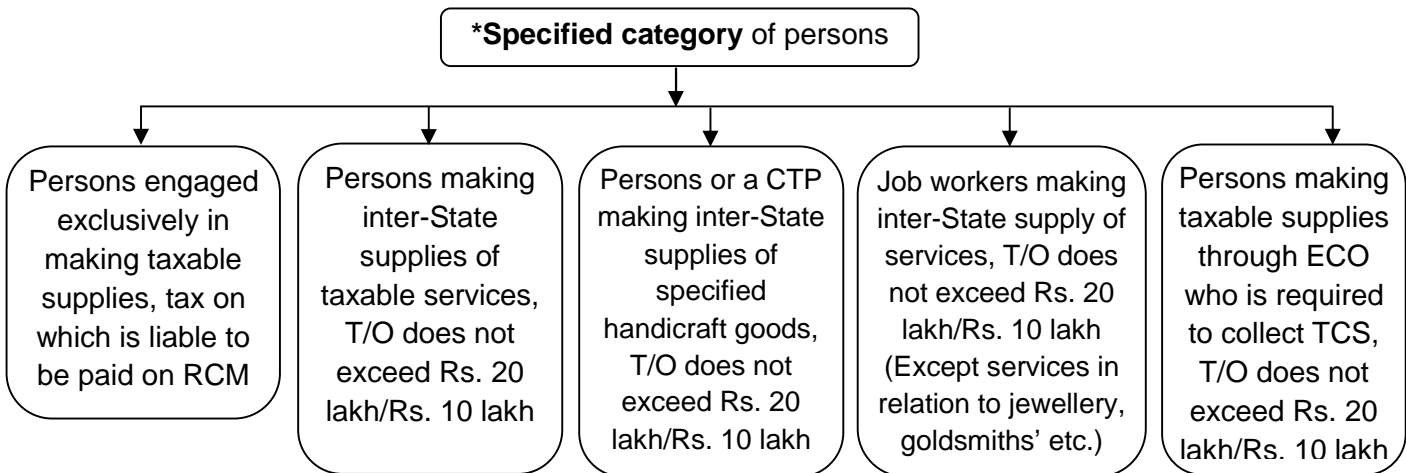 *Specified category of persons
Persons engaged
exclusively in
making taxable
supplies, tax on
which is liable to
be paid on RCM
Persons making
inter-State
supplies of
taxable services,
T/O does not
exceed Rs. 20
lakh/Rs. 10 lakh
Persons or a CTP
making inter-State
supplies of
specified
handicraft goods,
T/O does not
exceed Rs. 20
lakh/Rs. 10 lakh
Job workers making
inter-State supply of
services, T/O does
not exceed Rs. 20
lakh/Rs. 10 lakh
(Except services in
relation to jewellery,
goldsmiths’ etc.)
Persons making
taxable supplies
through ECO
who is required
to collect TCS,
T/O does not
exceed Rs. 20
lakh/Rs. 10 lakh